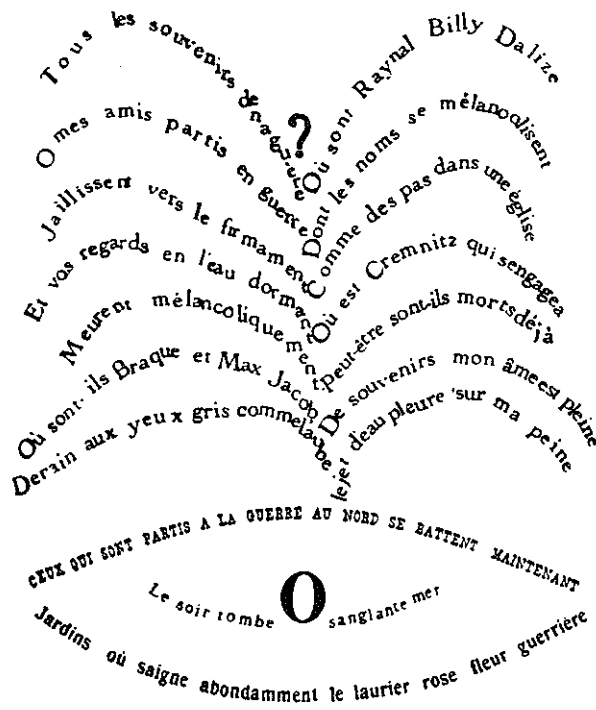 Tous les souvenirs de naguère
O mes amis partis en guerre
Jaillissent vers le firmament
Et vos regards en l'eau dormant
Meurent mélancoliquement
Où sont-ils Braque et Max Jacob
Derain aux yeux gris comme l'aube
?
Où sont Raynal Billy Dalize
Dont les noms se mélancolisent
Comme des pas dans une église
Où est Cremnitz qui s'engagea
Peut-être sont-ils morts déjà
De souvenirs mon âme est pleine
Le jet d'eau pleure sur ma peine
CEUX QUI SONT PARTIS A LA GUERRE AU NORD SE BATTENT MAINTENANT
Le soir tombe O sanglante mer
Jardins où saigne abondamment le laurier rose fleur guerrière